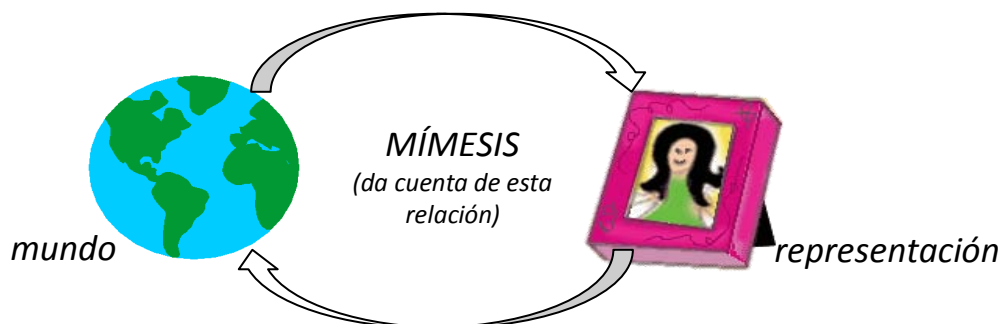 MÍMESIS
(da cuenta de esta
relación)
mundo
representación